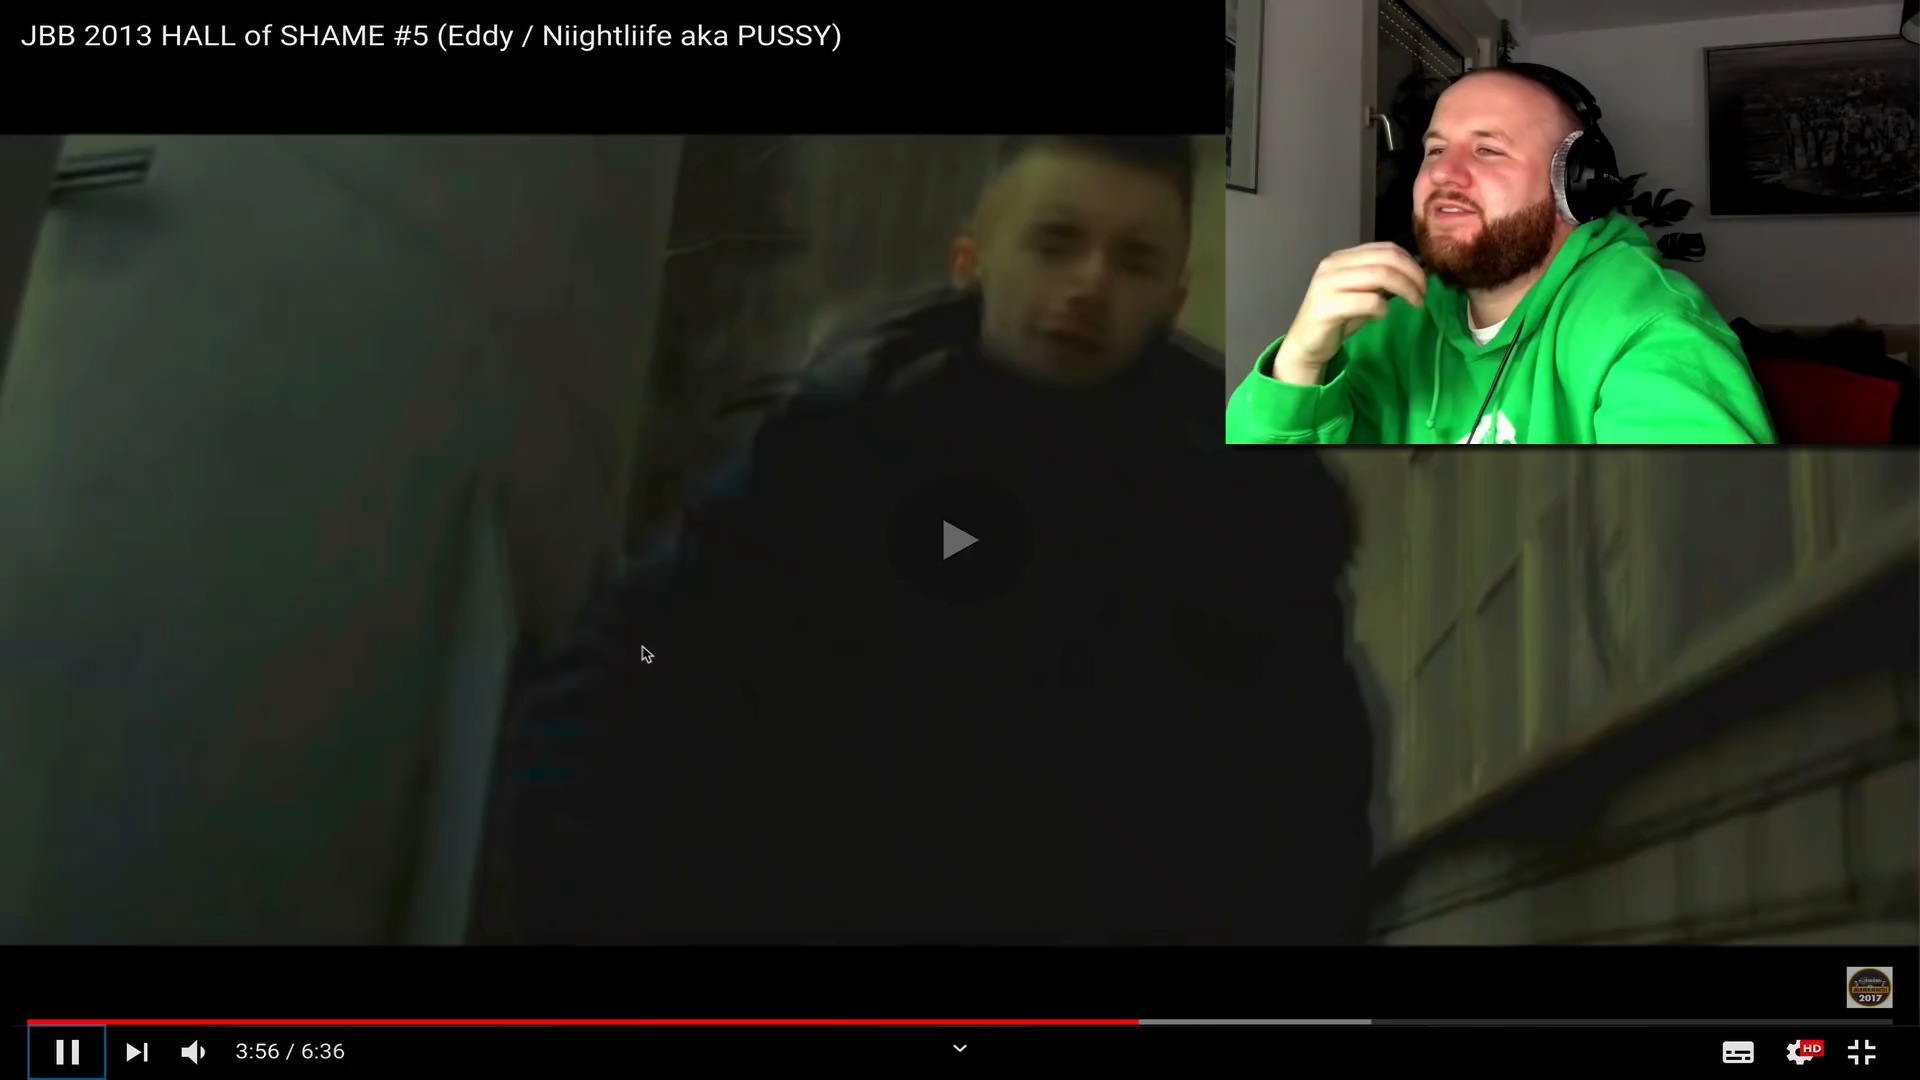 JBB 2013 HALL of SHAME #5 (Eddy / Niightliife aka PUSSY)
2017
3:56 / 6:36
HD